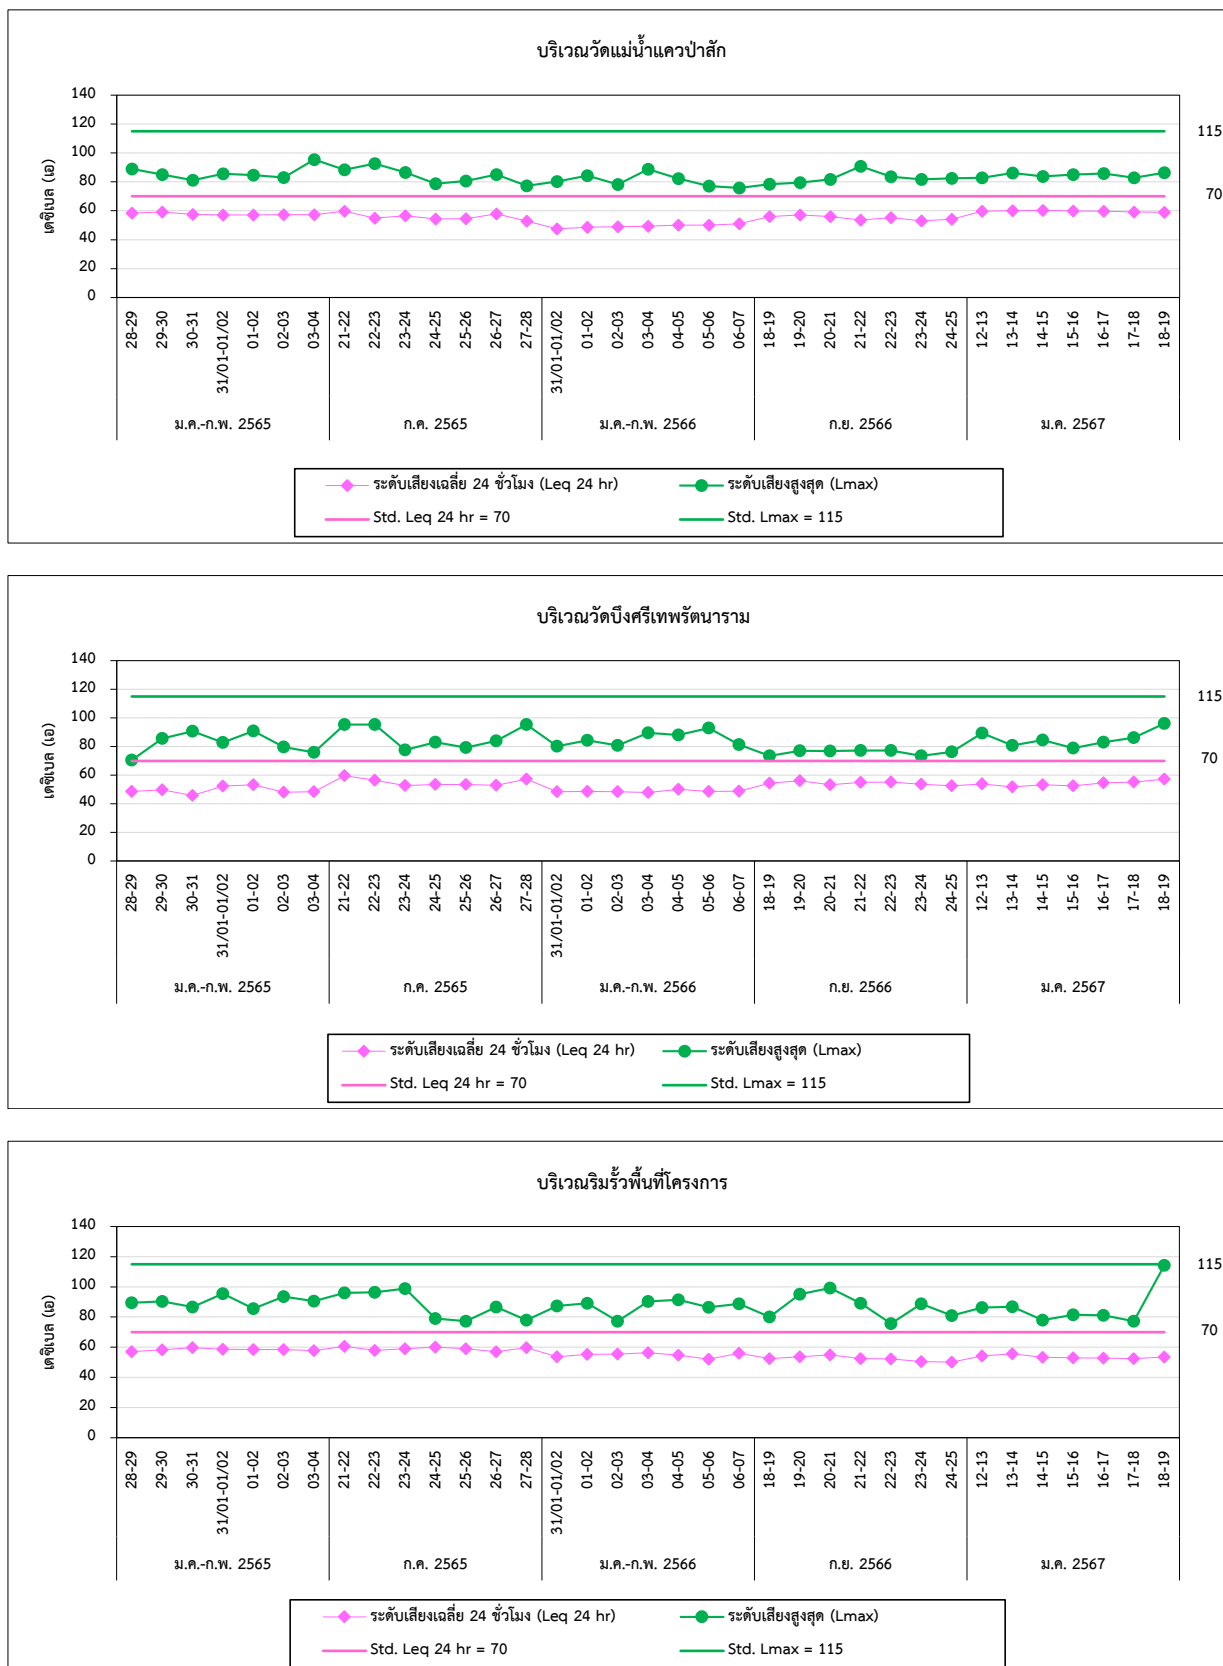 บริเวณวัดแม่น้ำแควป่าสัก
140
120
100
80
60
40
20
0
เดซิเบล (เอ)
115
70
28-29 29-30 30-31 31/01-01/02 01-02 02-03 03-04 21-22 22-23 23-24 24-25 25-26 26-27 27-28 31/01-01/02 01-02 02-03 03-04 04-05 05-06 06-07 18-19 19-20 20-21 21-22 22-23 23-24 24-25 12-13 13-14 14-15 15-16 16-17 17-18 18-19
ม.ค.-ก.พ. 2565 ก.ค. 2565 ม.ค.-ก.พ. 2566 ก.ย. 2566 ม.ค. 2567
ระดับเสียงเฉลี่ย 24 ชั่วโมง (Leq 24 hr) ระดับเสียงสูงสุด (Lmax)
Std. Leq 24 hr = 70 Std. Lmax = 115
บริเวณวัดบึงศรีเทพรัตนาราม
140
120
100
80
60
40
20
0
เดซิเบล (เอ)
115
70
28-29 29-30 30-31 31/01-01/02 01-02 02-03 03-04 21-22 22-23 23-24 24-25 25-26 26-27 27-28 31/01-01/02 01-02 02-03 03-04 04-05 05-06 06-07 18-19 19-20 20-21 21-22 22-23 23-24 24-25 12-13 13-14 14-15 15-16 16-17 17-18 18-19
ม.ค.-ก.พ. 2565 ก.ค. 2565 ม.ค.-ก.พ. 2566 ก.ย. 2566 ม.ค. 2567
ระดับเสียงเฉลี่ย 24 ชั่วโมง (Leq 24 hr) ระดับเสียงสูงสุด (Lmax)
Std. Leq 24 hr = 70 Std. Lmax = 115
บริเวณริมรั้วพื้นที่โครงการ
140
120
100
80
60
40
20
0
เดซิเบล (เอ)
115
70
28-29 29-30 30-31 31/01-01/02 01-02 02-03 03-04 21-22 22-23 23-24 24-25 25-26 26-27 27-28 31/01-01/02 01-02 02-03 03-04 04-05 05-06 06-07 18-19 19-20 20-21 21-22 22-23 23-24 24-25 12-13 13-14 14-15 15-16 16-17 17-18 18-19
ม.ค.-ก.พ. 2565 ก.ค. 2565 ม.ค.-ก.พ. 2566 ก.ย. 2566 ม.ค. 2567
ระดับเสียงเฉลี่ย 24 ชั่วโมง (Leq 24 hr) ระดับเสียงสูงสุด (Lmax)
Std. Leq 24 hr = 70 Std. Lmax = 115